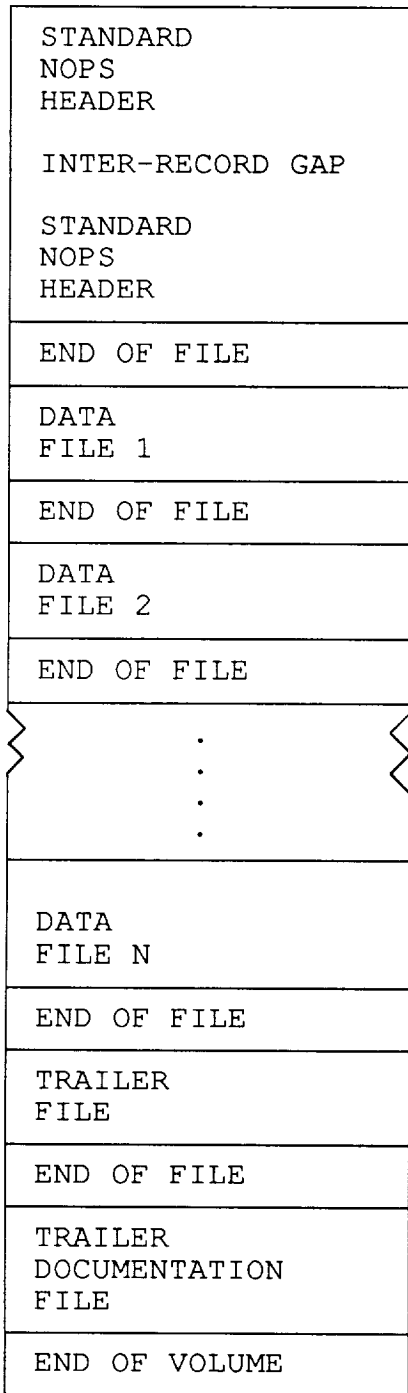 STANDARD
NOPS
HEADER
INTER-RECORD GAP
STANDARD
NOPS
HEADER
END OF FILE
DATA
FILE 1
END OF FILE
DATA
FILE 2
END OF FILE
.
.
.
.
DATA
FILE N
END OF FILE
TRAILER
FILE
END OF FILE
TRAILER
DOCUMENTATION
FILE
END OF VOLUME